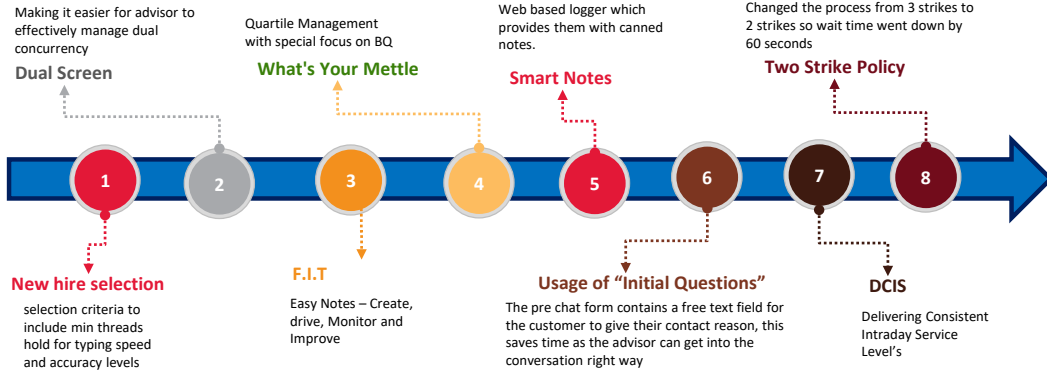 Making it easier for advisor to
effectively manage dual
concurrency
Dual Screen
Quartile Management
with special focus on BQ
What's Your Mettle
Web based logger which
provides them with canned
notes.
Smart Notes
Changed the process from 3 strikes to
2 strikes so wait time went down by
60 seconds
Two Strike Policy
1
2
3
4
5
6
7
8
New hire selection
selection criteria to
include min threads
hold for typing speed
and accuracy levels
F.I.T
Easy Notes – Create,
drive, Monitor and
Improve
Usage of “Initial Questions”
The pre chat form contains a free text field for
the customer to give their contact reason, this
saves time as the advisor can get into the
conversation right way
DCIS
Delivering Consistent
Intraday Service
Level’s